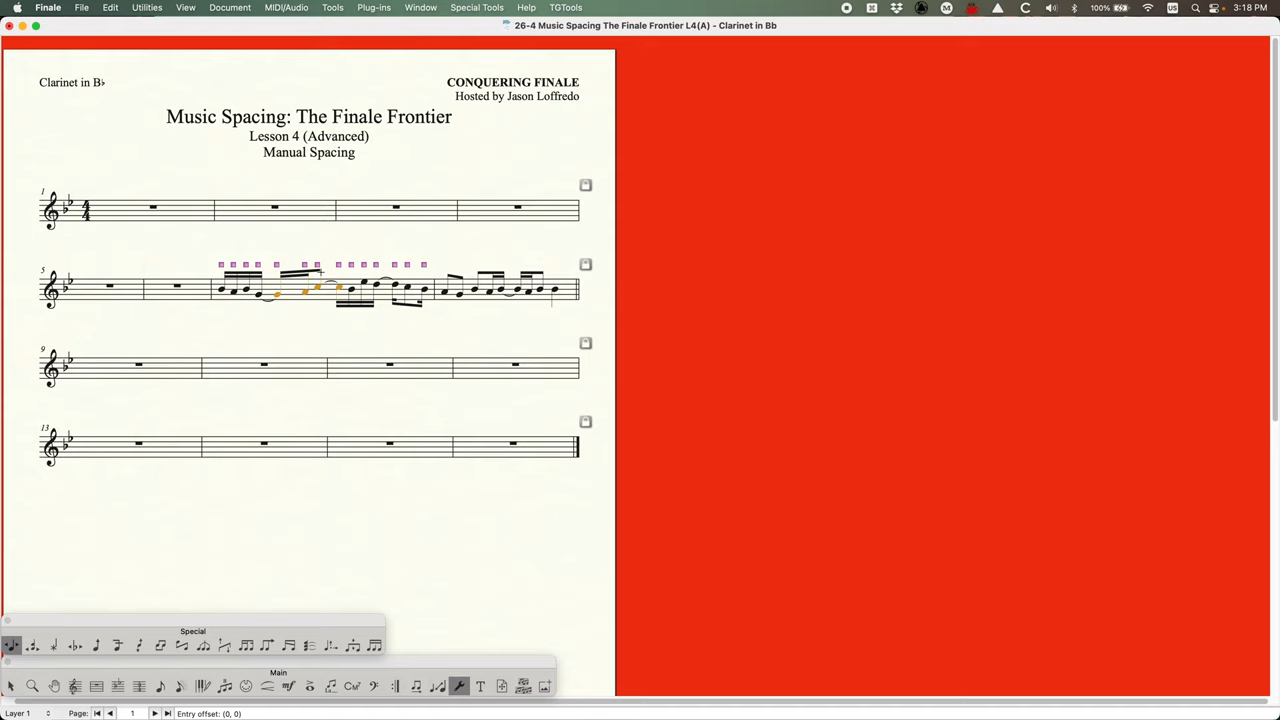 Finale File Edit Utilities View Document MIDI/Audio Tools Plug-ins Window Special Tools Help TGTools 100% US 3:18 PM
26-4 Music Spacing The Finale Frontier L4(A) - Clarinet in Bb
Clarinet in B♭
CONQUERING FINALE
Hosted by Jason Loffredo
Music Spacing: The Finale Frontier
Lesson 4 (Advanced)
Manual Spacing
1
5
9
13
Special
Main
Layer 1 Page: 1 Entry offset: (0, 0)